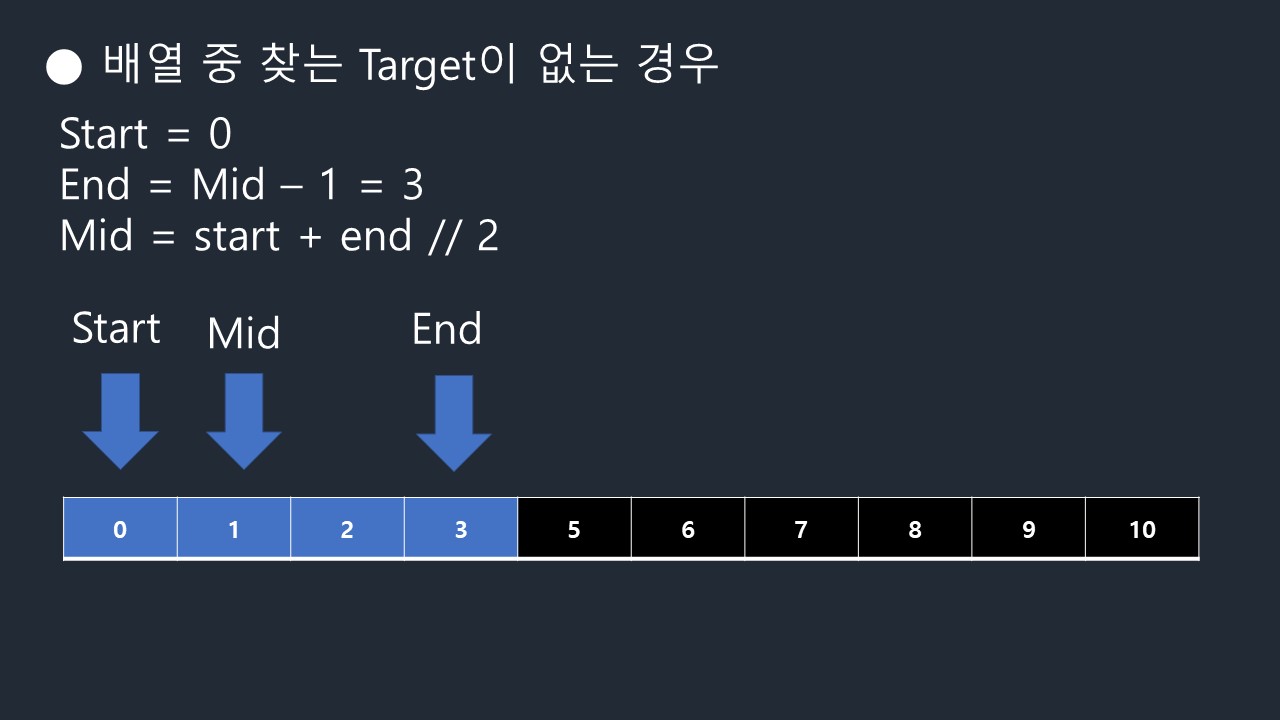 ● 배열 중 찾는 Target이 없는 경우
Start = 0
End = Mid – 1 = 3
Mid = start + end // 2
Start Mid End
0 1 2 3 5 6 7 8 9 10